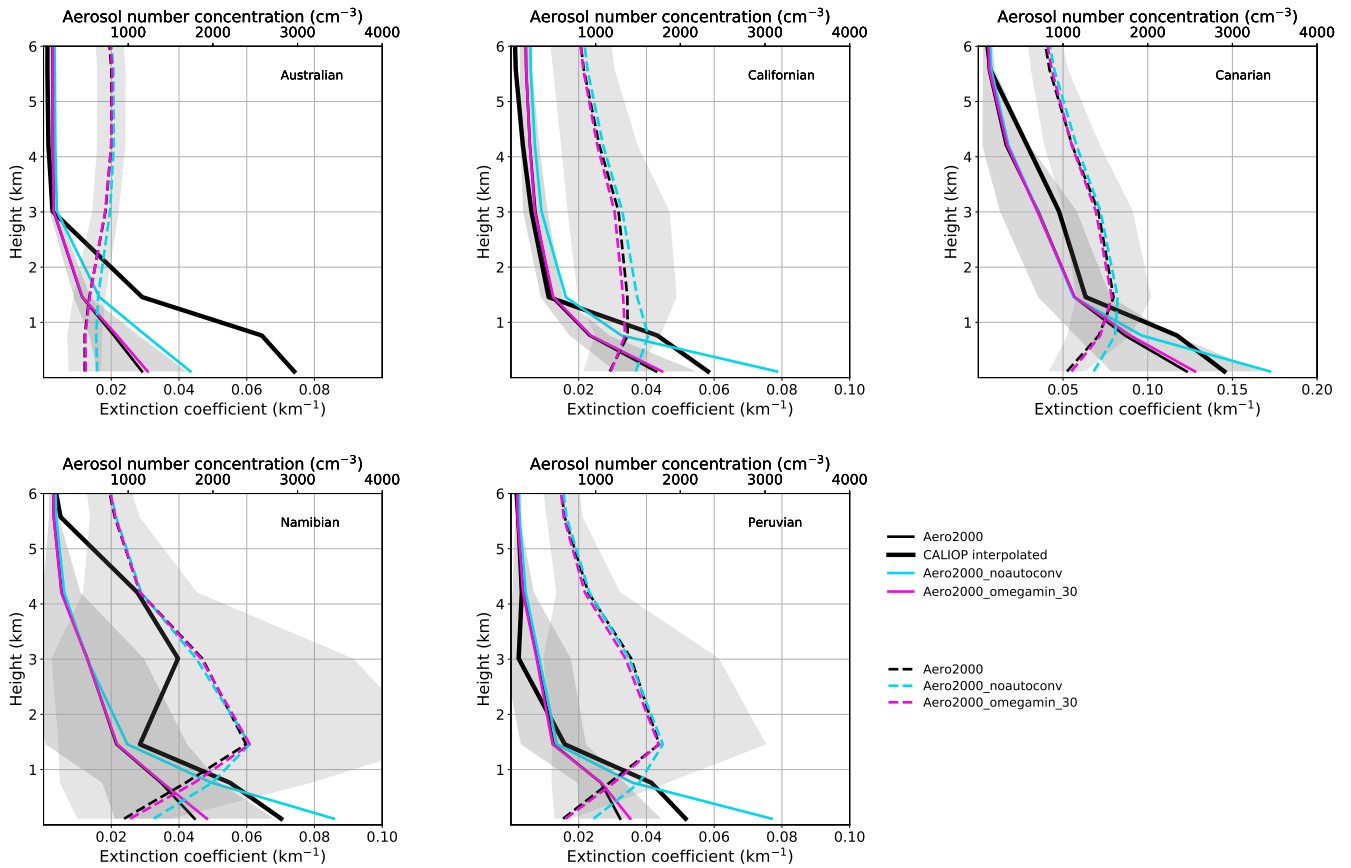 Aerosol number concentration (cm⁻³)
1000 2000 3000 4000
Australian
6
5
4
3
2
1
Height (km)
0.02 0.04 0.06 0.08
Extinction coefficient (km⁻¹)
Aerosol number concentration (cm⁻³)
1000 2000 3000 4000
Californian
6
5
4
3
2
1
Height (km)
0.02 0.04 0.06 0.08 0.10
Extinction coefficient (km⁻¹)
Aerosol number concentration (cm⁻³)
1000 2000 3000 4000
Canarian
6
5
4
3
2
1
Height (km)
0.05 0.10 0.15 0.20
Extinction coefficient (km⁻¹)
Aerosol number concentration (cm⁻³)
1000 2000 3000 4000
Namibian
6
5
4
3
2
1
Height (km)
0.02 0.04 0.06 0.08 0.10
Extinction coefficient (km⁻¹)
Aerosol number concentration (cm⁻³)
1000 2000 3000 4000
Peruvian
6
5
4
3
2
1
Height (km)
0.02 0.04 0.06 0.08 0.10
Extinction coefficient (km⁻¹)
Aero2000
CALIOP interpolated
Aero2000_noautoconv
Aero2000_omegamin_30
Aero2000
Aero2000_noautoconv
Aero2000_omegamin_30